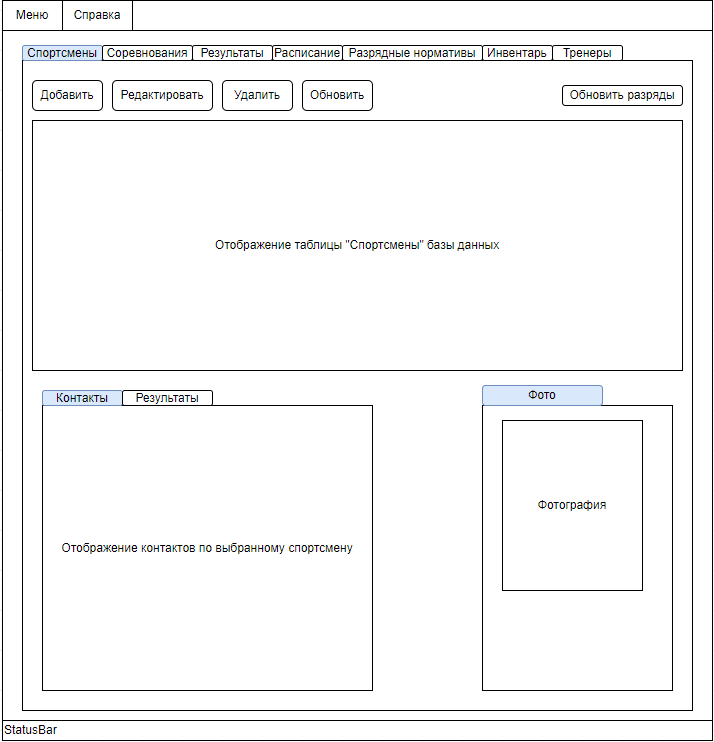 Меню Справка
Спортсмены Соревнования Результаты Расписание Разрядные нормативы Инвентарь Тренеры
Добавить Редактировать Удалить Обновить Обновить разряды
Отображение таблицы "Спортсмены" базы данных
Контакты Результаты Фото
Фотография
Отображение контактов по выбранному спортсмену
StatusBar